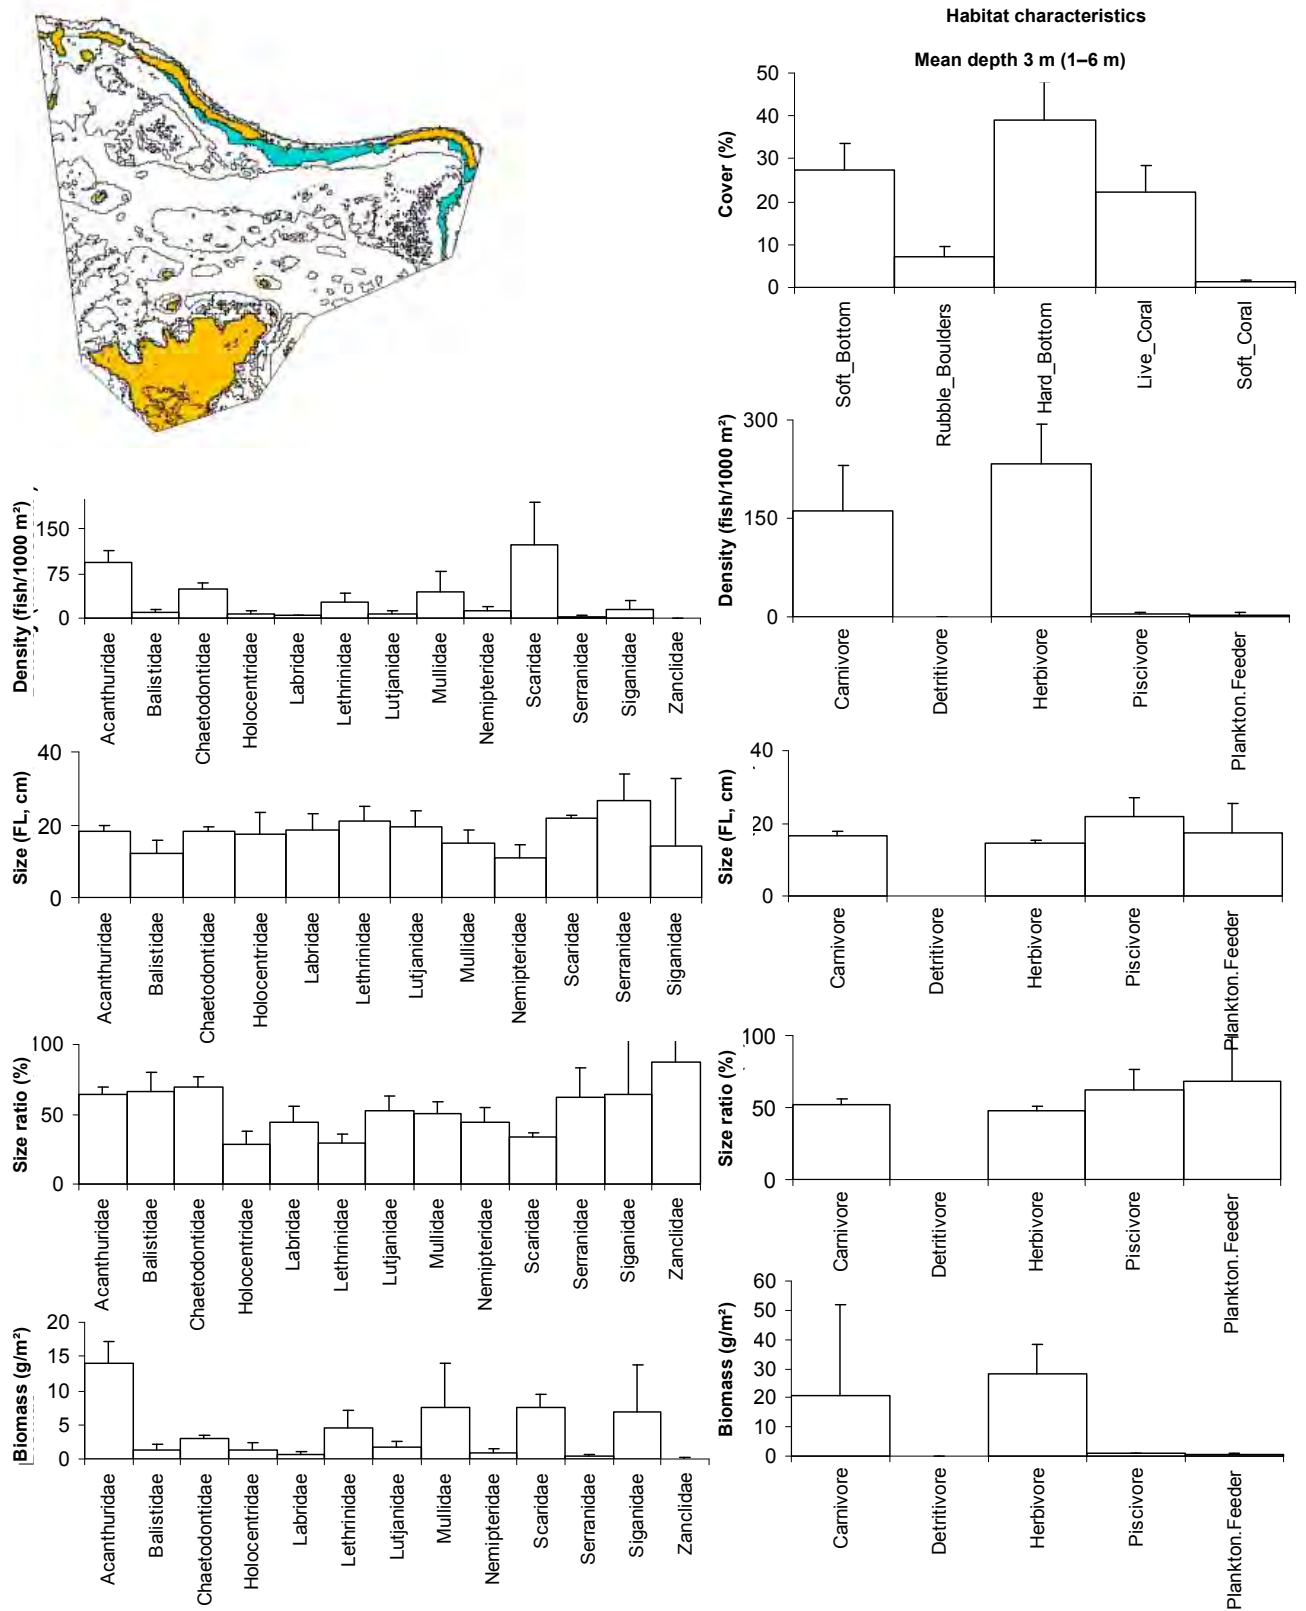 Habitat characteristics
Mean depth 3 m (1–6 m)
Cover (%)
50
40
30
20
10
0
Soft_Bottom
Rubble_Boulders
Hard_Bottom
Live_Coral
Soft_Coral
Density (fish/1000 m²)
150
75
0
Acanthuridae
Balistidae
Chaetodontidae
Holocentridae
Labridae
Lethrinidae
Lutjanidae
Mullidae
Nemipteridae
Scaridae
Serranidae
Siganidae
Zanclidae
Density (fish/1000 m²)
300
150
0
Carnivore
Detritivore
Herbivore
Piscivore
Plankton.Feeder
Size (FL, cm)
40
20
0
Acanthuridae
Balistidae
Chaetodontidae
Holocentridae
Labridae
Lethrinidae
Lutjanidae
Mullidae
Nemipteridae
Scaridae
Serranidae
Siganidae
Size (FL, cm)
40
20
0
Carnivore
Detritivore
Herbivore
Piscivore
Plankton.Feeder
Size ratio (%)
100
50
0
Acanthuridae
Balistidae
Chaetodontidae
Holocentridae
Labridae
Lethrinidae
Lutjanidae
Mullidae
Nemipteridae
Scaridae
Serranidae
Siganidae
Zanclidae
Size ratio (%)
100
50
0
Carnivore
Detritivore
Herbivore
Piscivore
Plankton.Feeder
Biomass (g/m²)
20
15
10
5
0
Acanthuridae
Balistidae
Chaetodontidae
Holocentridae
Labridae
Lethrinidae
Lutjanidae
Mullidae
Nemipteridae
Scaridae
Serranidae
Siganidae
Zanclidae
Biomass (g/m²)
60
50
40
30
20
10
0
Carnivore
Detritivore
Herbivore
Piscivore
Plankton.Feeder